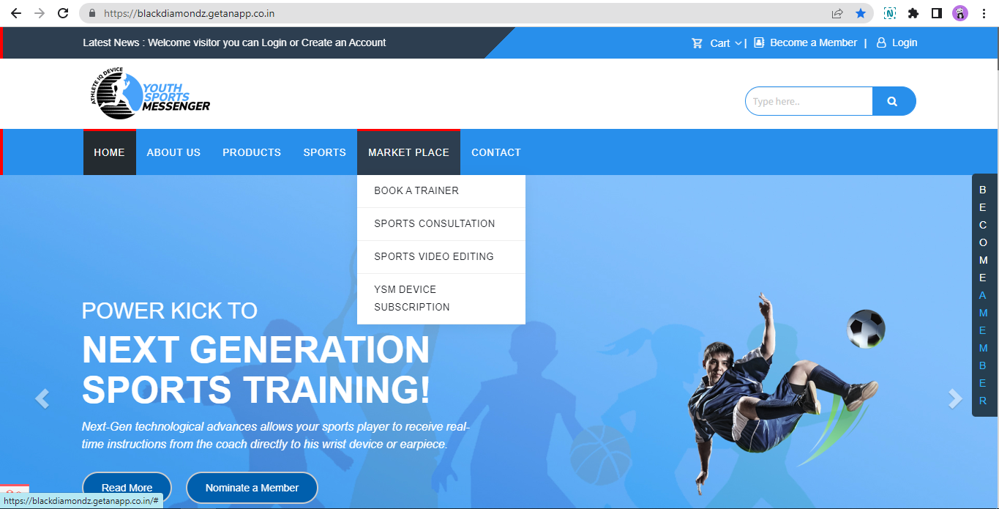 https://blackdiamondz.getanapp.co.in
Latest News : Welcome visitor you can Login or Create an Account
Cart | Become a Member | Login
ATHLETE IQ DEVICE
YOUTH
SPORTS
MESSENGER
Type here..
HOME ABOUT US PRODUCTS SPORTS MARKET PLACE CONTACT
BOOK A TRAINER
SPORTS CONSULTATION
SPORTS VIDEO EDITING
YSM DEVICE
SUBSCRIPTION
BECOME A MEMBER
POWER KICK TO
NEXT GENERATION
SPORTS TRAINING!
Next-Gen technological advances allows your sports player to receive real-
time instructions from the coach directly to his wrist device or earpiece.
Read More Nominate a Member
https://blackdiamondz.getanapp.co.in/#